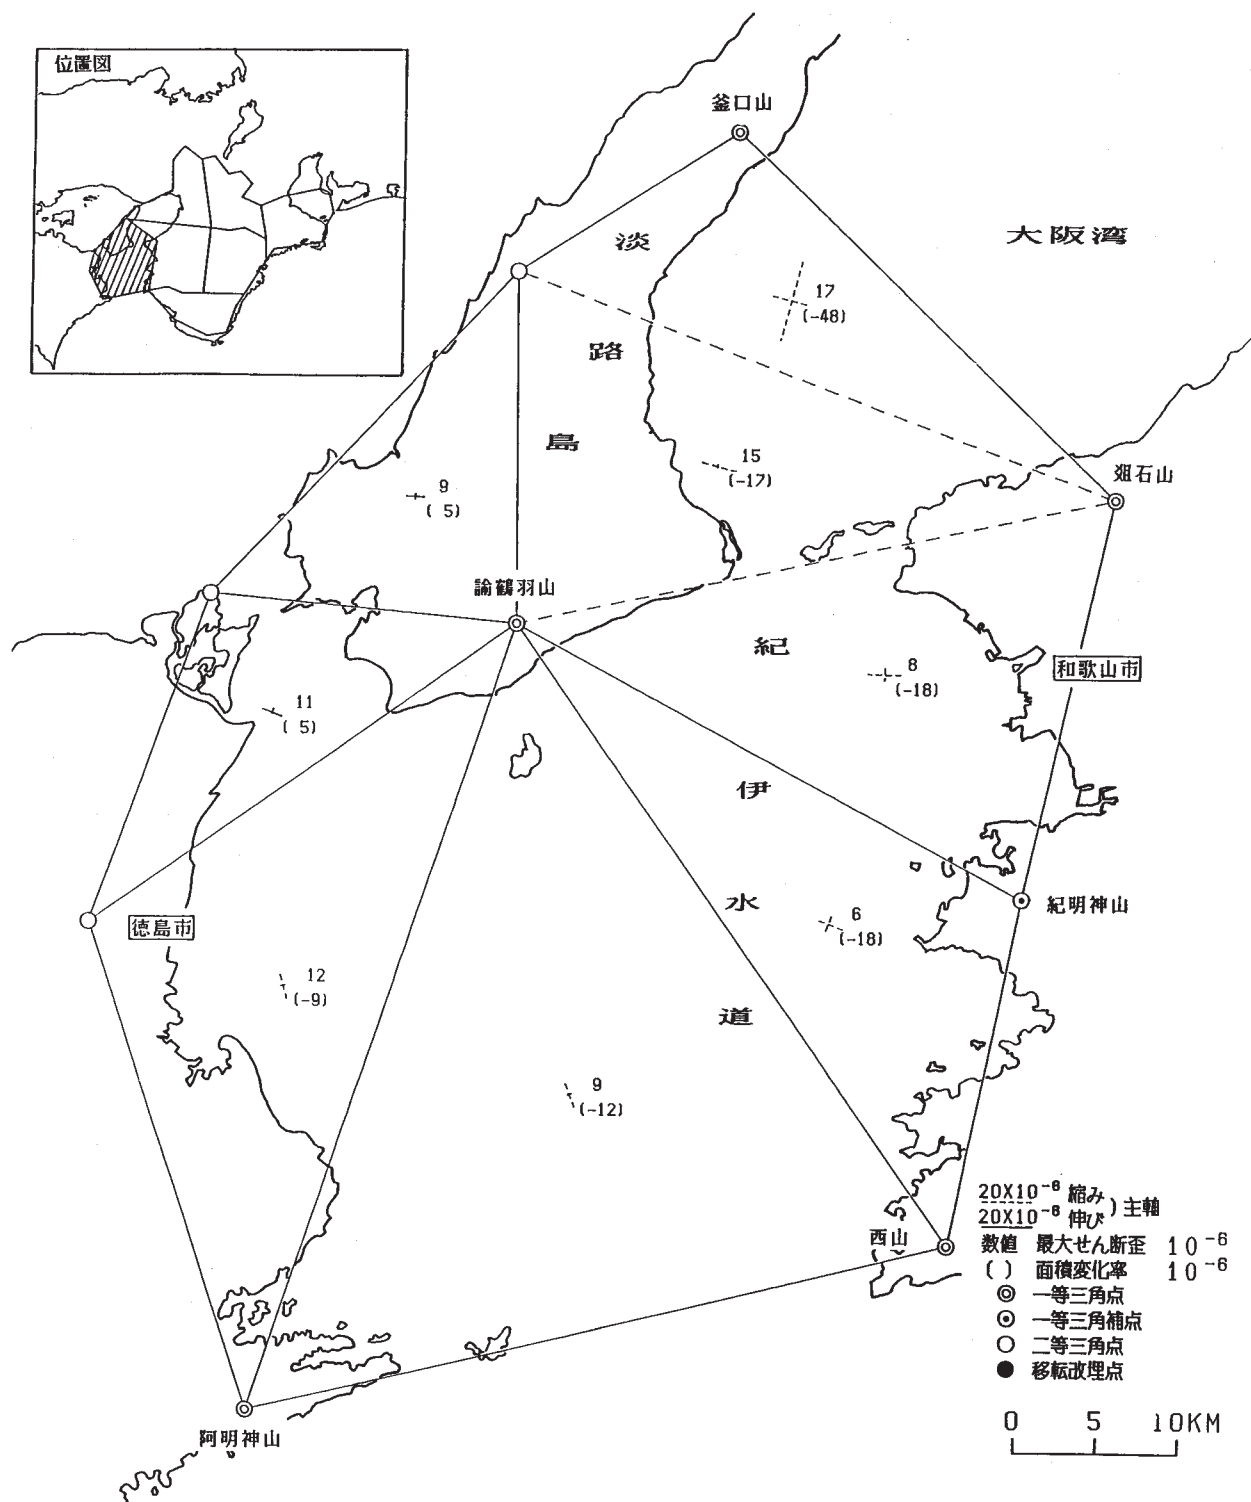 位置図
釜口山
淡
大阪湾
17
(-48)
路
島
15
(-17)
爼石山
9
( 5)
諭鶴羽山
紀
8
(-18)
和歌山市
11
( 5)
伊
水
紀明神山
徳島市
6
(-18)
12
(-9)
道
9
(-12)
20X10⁻⁶ 縮み
20X10⁻⁶ 伸び
) 主軸
西山
数値 最大せん断歪 10⁻⁶
( ) 面積変化率 10⁻⁶
一等三角点
一等三角補点
二等三角点
移転改埋点
阿明神山
0 5 10KM